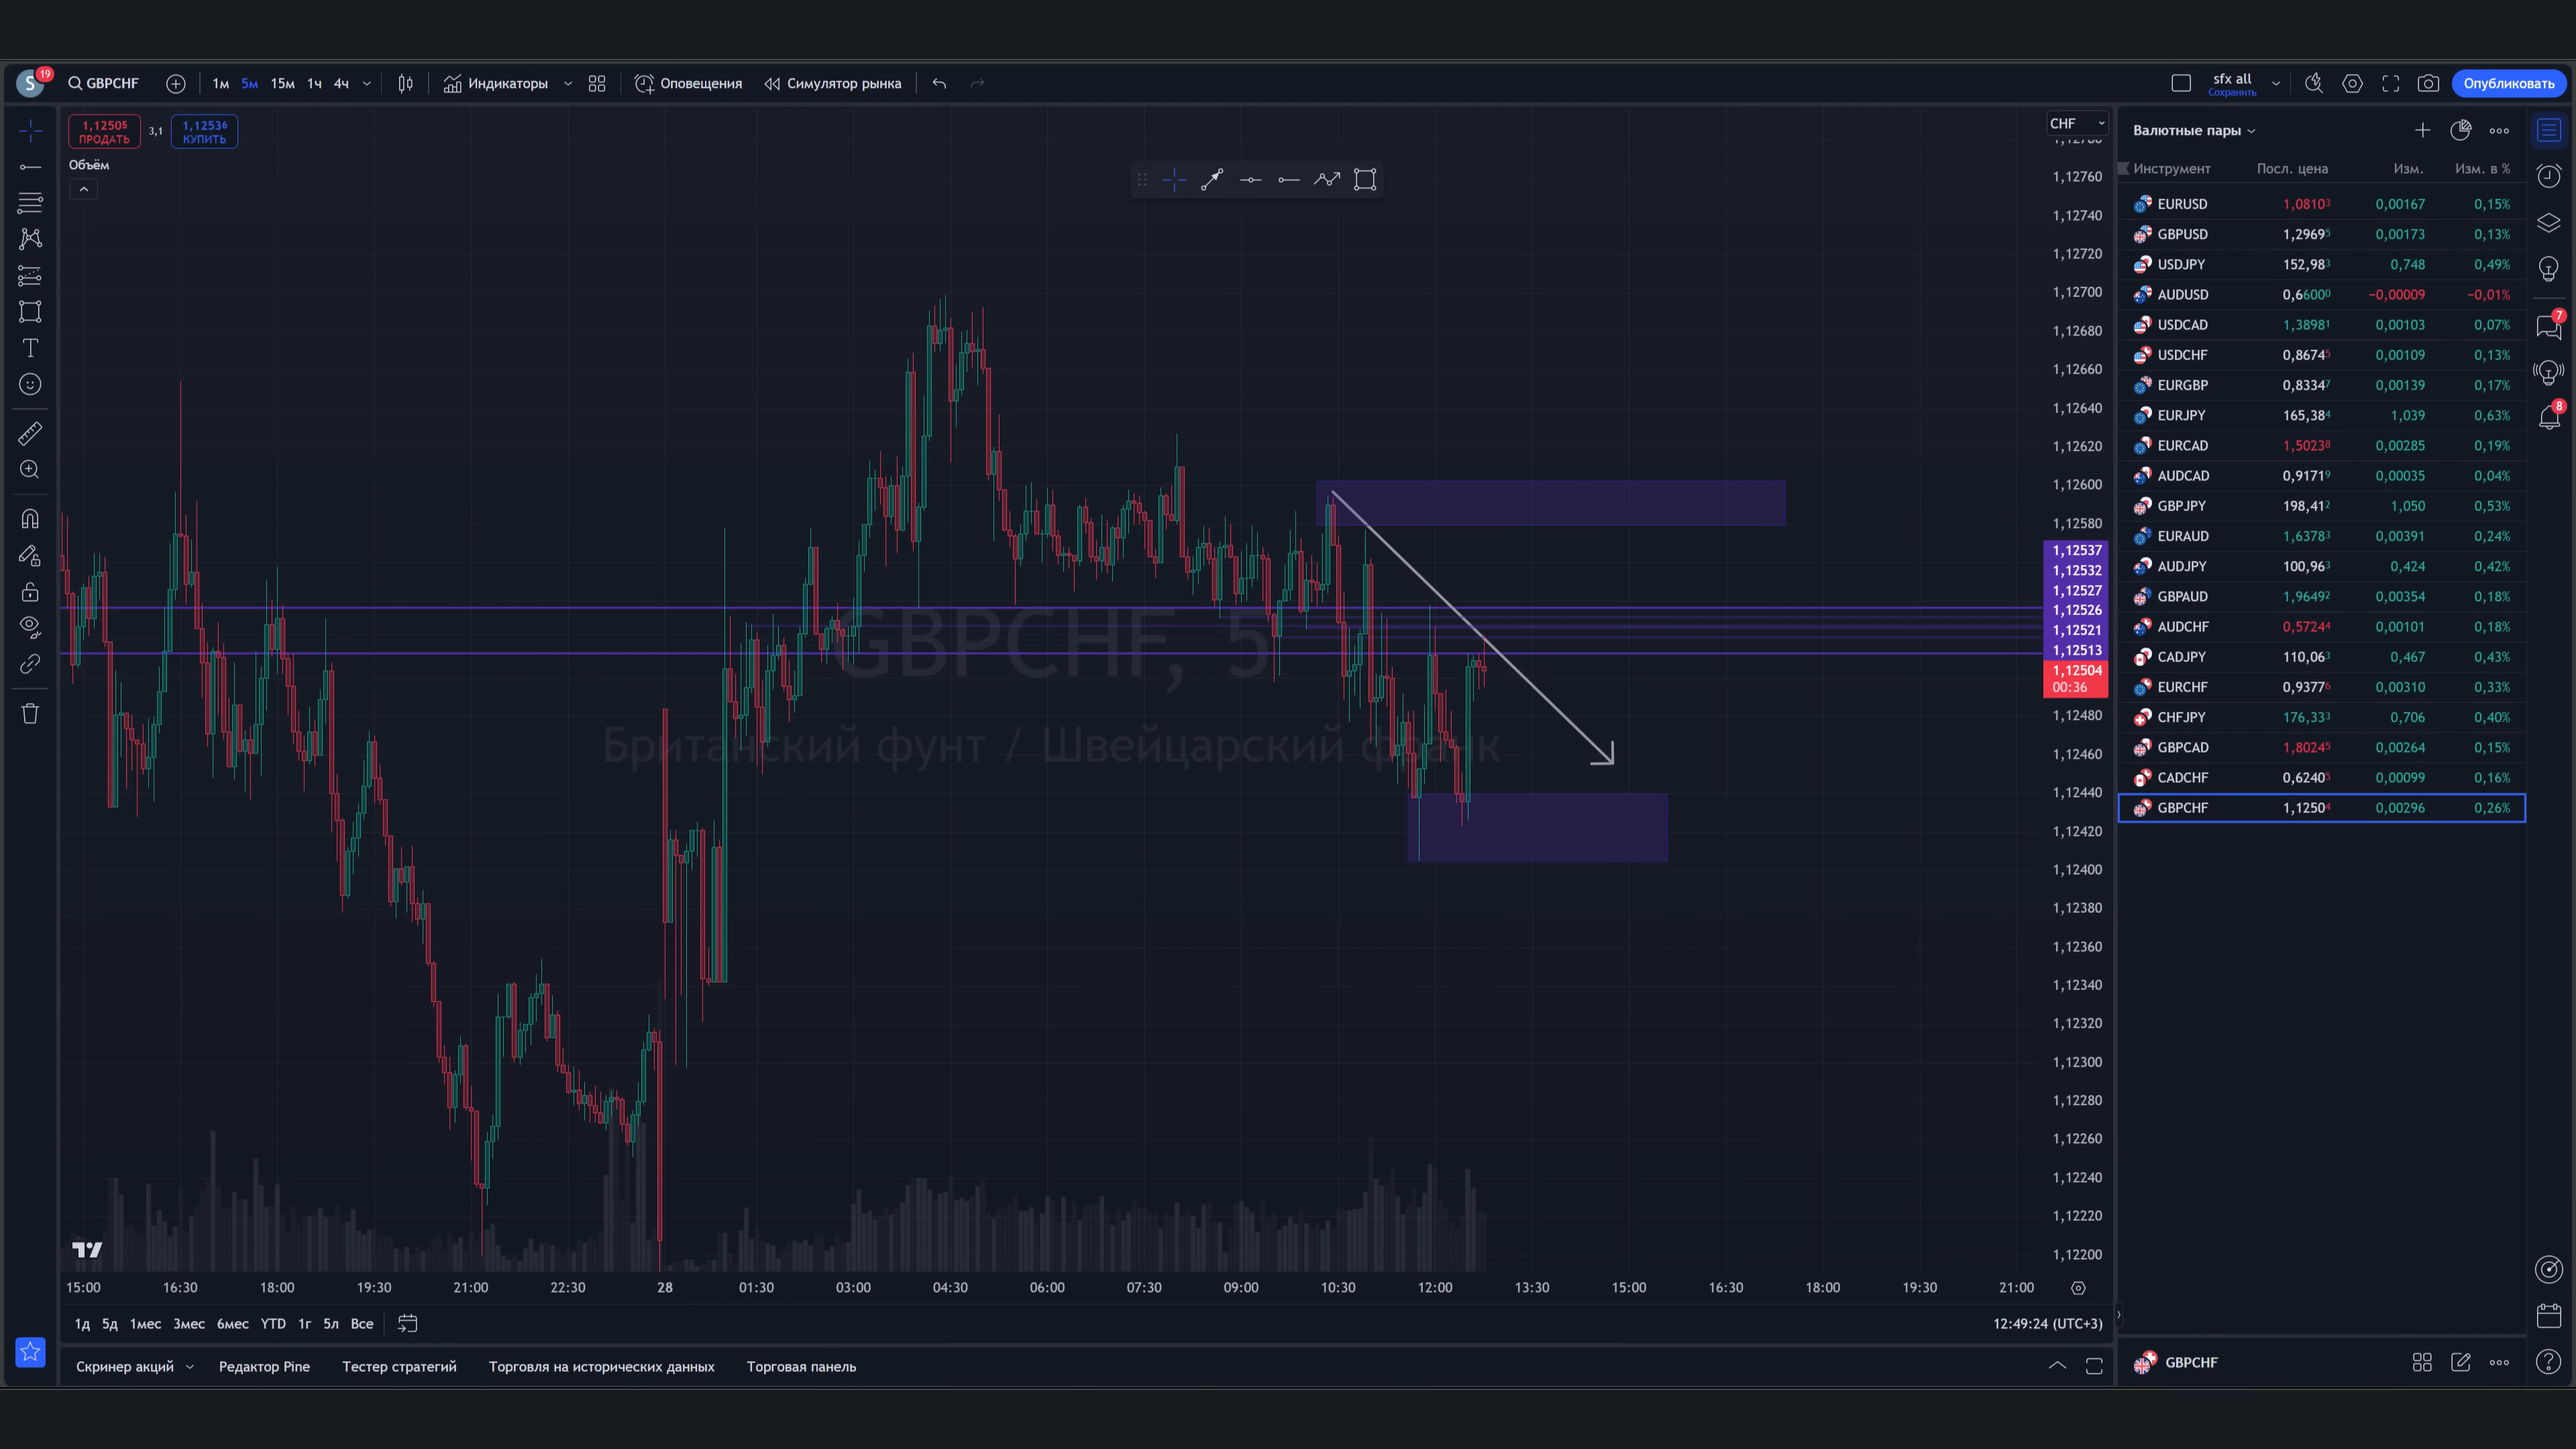 S 19 GBPCHF 1м 5м 15м 1ч 4ч Индикаторы Оповещения Симулятор рынка sfx all Сохранить Опубликовать
1,12505 ПРОДАТЬ 3,1 1,12536 КУПИТЬ
Объём
CHF
1,12760
1,12740
1,12720
1,12700
1,12680
1,12660
1,12640
1,12620
1,12600
1,12580
1,12537
1,12532
1,12527
1,12526
1,12521
1,12513
1,12504
00:36
1,12480
1,12460
1,12440
1,12420
1,12400
1,12380
1,12360
1,12340
1,12320
1,12300
1,12280
1,12260
1,12240
1,12220
1,12200
GBPCHF, 5
Британский фунт / Швейцарский франк
15:00 16:30 18:00 19:30 21:00 22:30 28 01:30 03:00 04:30 06:00 07:30 09:00 10:30 12:00 13:30 15:00 16:30 18:00 19:30 21:00
1д 5д 1мес 3мес 6мес YTD 1г 5л Все 12:49:24 (UTC+3)
Скринер акций Редактор Pine Тестер стратегий Торговля на исторических данных Торговая панель
Валютные пары
Инструмент Посл. цена Изм. Изм. в %
EURUSD 1,08103 0,00167 0,15%
GBPUSD 1,29695 0,00173 0,13%
USDJPY 152,983 0,748 0,49%
AUDUSD 0,66000 −0,00009 −0,01%
USDCAD 1,38981 0,00103 0,07%
USDCHF 0,86745 0,00109 0,13%
EURGBP 0,83347 0,00139 0,17%
EURJPY 165,384 1,039 0,63%
EURCAD 1,50238 0,00285 0,19%
AUDCAD 0,91719 0,00035 0,04%
GBPJPY 198,412 1,050 0,53%
EURAUD 1,63783 0,00391 0,24%
AUDJPY 100,963 0,424 0,42%
GBPAUD 1,96492 0,00354 0,18%
AUDCHF 0,57244 0,00101 0,18%
CADJPY 110,063 0,467 0,43%
EURCHF 0,93776 0,00310 0,33%
CHFJPY 176,333 0,706 0,40%
GBPCAD 1,80245 0,00264 0,15%
CADCHF 0,62405 0,00099 0,16%
GBPCHF 1,12504 0,00296 0,26%
GBPCHF
7
8